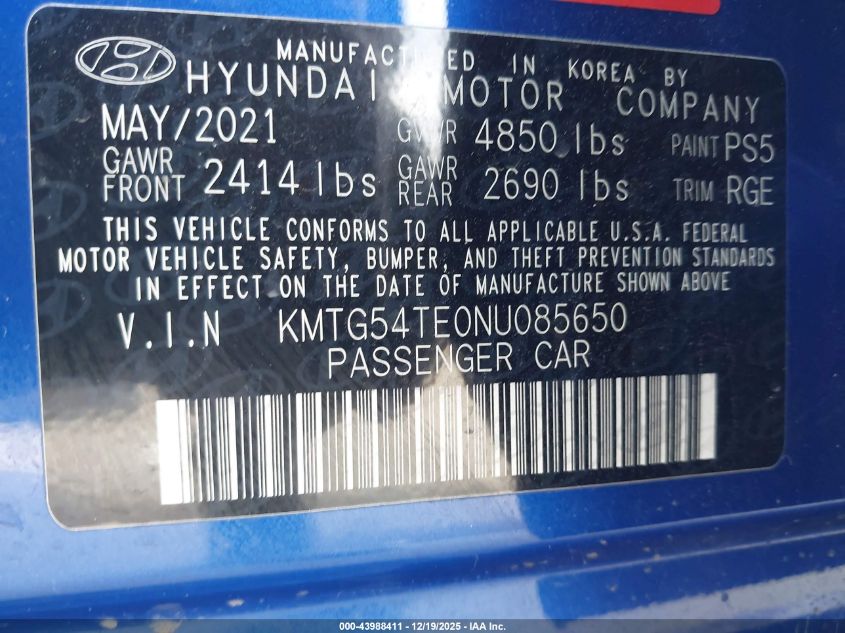 MANUFACTURED IN KOREA BY
HYUNDAI MOTOR COMPANY
MAY/2021 GVWR 4850 lbs PAINT PS5
GAWR FRONT 2414 lbs GAWR REAR 2690 lbs TRIM RGE
THIS VEHICLE CONFORMS TO ALL APPLICABLE U.S.A. FEDERAL
MOTOR VEHICLE SAFETY, BUMPER, AND THEFT PREVENTION STANDARDS
IN EFFECT ON THE DATE OF MANUFACTURE SHOWN ABOVE
V.I.N KMTG54TE0NU085650
PASSENGER CAR
000-43988411 - 12/19/2025 - IAA Inc.